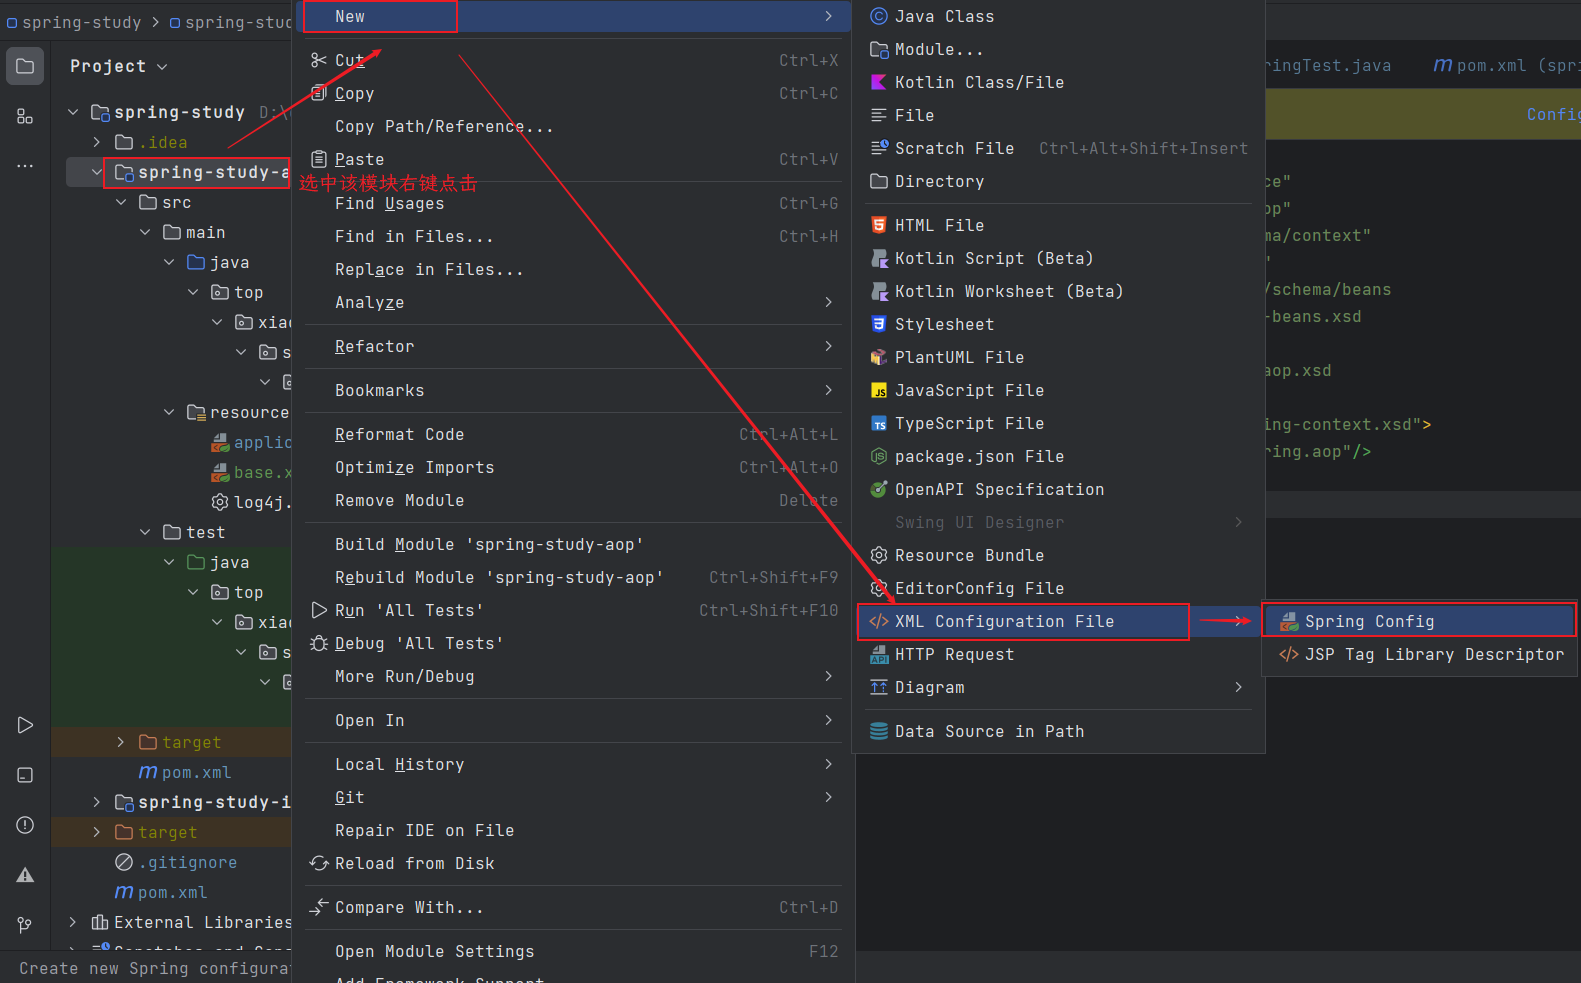 spring-study > spring-stu
Project
spring-study D:\
.idea
spring-study-a
src
main
java
top
xia
s
resource
applic
base.x
log4j.
test
java
top
xiao
s
target
pom.xml
spring-study-i
target
.gitignore
pom.xml
External Libraries
Create new Spring configurat
New
Cut Ctrl+X
Copy Ctrl+C
Copy Path/Reference...
Paste Ctrl+V
选中该模块右键点击
Find Usages Ctrl+G
Find in Files... Ctrl+H
Replace in Files...
Analyze
Refactor
Bookmarks
Reformat Code Ctrl+Alt+L
Optimize Imports Ctrl+Alt+O
Remove Module Delete
Build Module 'spring-study-aop'
Rebuild Module 'spring-study-aop' Ctrl+Shift+F9
Run 'All Tests' Ctrl+Shift+F10
Debug 'All Tests'
More Run/Debug
Open In
Local History
Git
Repair IDE on File
Reload from Disk
Compare With... Ctrl+D
Open Module Settings F12
Add Framework Support
Java Class
Module...
Kotlin Class/File
File
Scratch File Ctrl+Alt+Shift+Insert
Directory
HTML File
Kotlin Script (Beta)
Kotlin Worksheet (Beta)
Stylesheet
PlantUML File
JavaScript File
TypeScript File
package.json File
OpenAPI Specification
Swing UI Designer
Resource Bundle
EditorConfig File
XML Configuration File
HTTP Request
Diagram
Data Source in Path
Spring Config
JSP Tag Library Descriptor
ringTest.java pom.xml (spri
Config
ce"
op"
ma/context"
"
/schema/beans
-beans.xsd
aop.xsd
ing-context.xsd">
ring.aop"/>